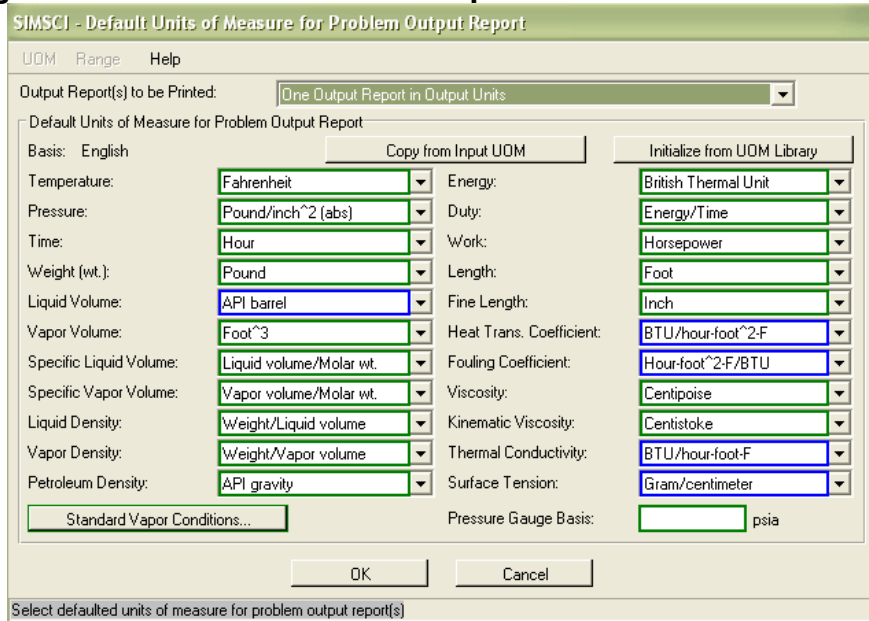 SIMSCI - Default Units of Measure for Problem Output Report
UOM Range Help
Output Report(s) to be Printed: One Output Report in Output Units
Default Units of Measure for Problem Output Report
Basis: English Copy from Input UOM Initialize from UOM Library
Temperature: Fahrenheit Energy: British Thermal Unit
Pressure: Pound/inch^2 (abs) Duty: Energy/Time
Time: Hour Work: Horsepower
Weight (wt.): Pound Length: Foot
Liquid Volume: API barrel Fine Length: Inch
Vapor Volume: Foot^3 Heat Trans. Coefficient: BTU/hour-foot^2-F
Specific Liquid Volume: Liquid volume/Molar wt. Fouling Coefficient: Hour-foot^2-F/BTU
Specific Vapor Volume: Vapor volume/Molar wt. Viscosity: Centipoise
Liquid Density: Weight/Liquid volume Kinematic Viscosity: Centistoke
Vapor Density: Weight/Vapor volume Thermal Conductivity: BTU/hour-foot-F
Petroleum Density: API gravity Surface Tension: Gram/centimeter
Standard Vapor Conditions... Pressure Gauge Basis: psia
OK Cancel
Select defaulted units of measure for problem output report(s)